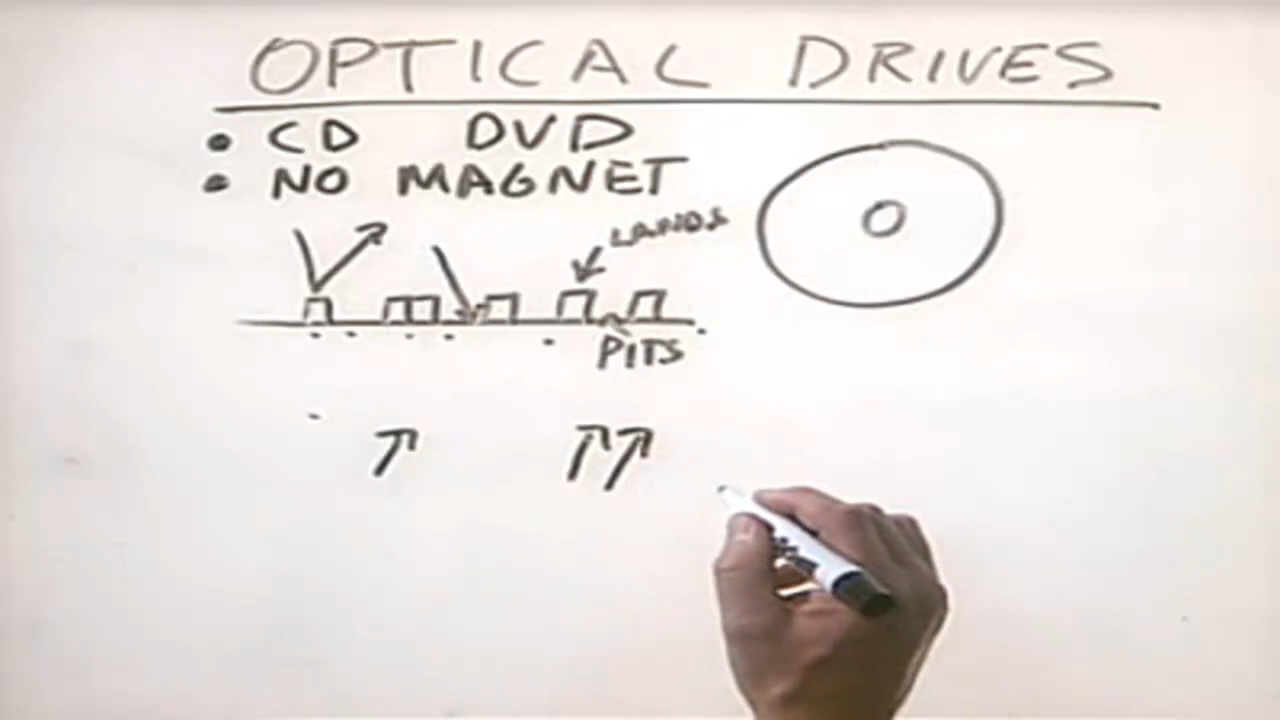 OPTICAL DRIVES
• CD DVD
• NO MAGNET
LANDS
PITS